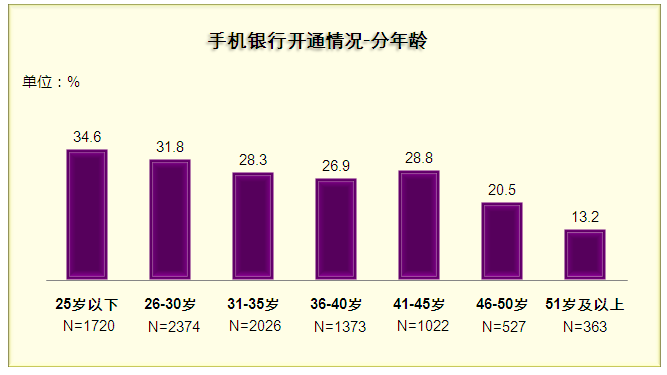 手机银行开通情况-分年龄
单位：%
34.6 31.8 28.3 26.9 28.8 20.5 13.2
25岁以下 26-30岁 31-35岁 36-40岁 41-45岁 46-50岁 51岁及以上
N=1720 N=2374 N=2026 N=1373 N=1022 N=527 N=363